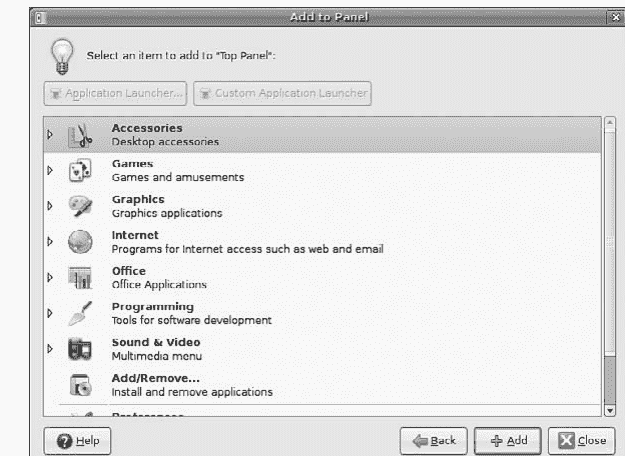 Add to Panel
Select an item to add to "Top Panel":
Application Launcher...
Custom Application Launcher
Accessories
Desktop accessories
Games
Games and amusements
Graphics
Graphics applications
Internet
Programs for Internet access such as web and email
Office
Office Applications
Programming
Tools for software development
Sound & Video
Multimedia menu
Add/Remove...
Install and remove applications
Help
Back
Add
Close